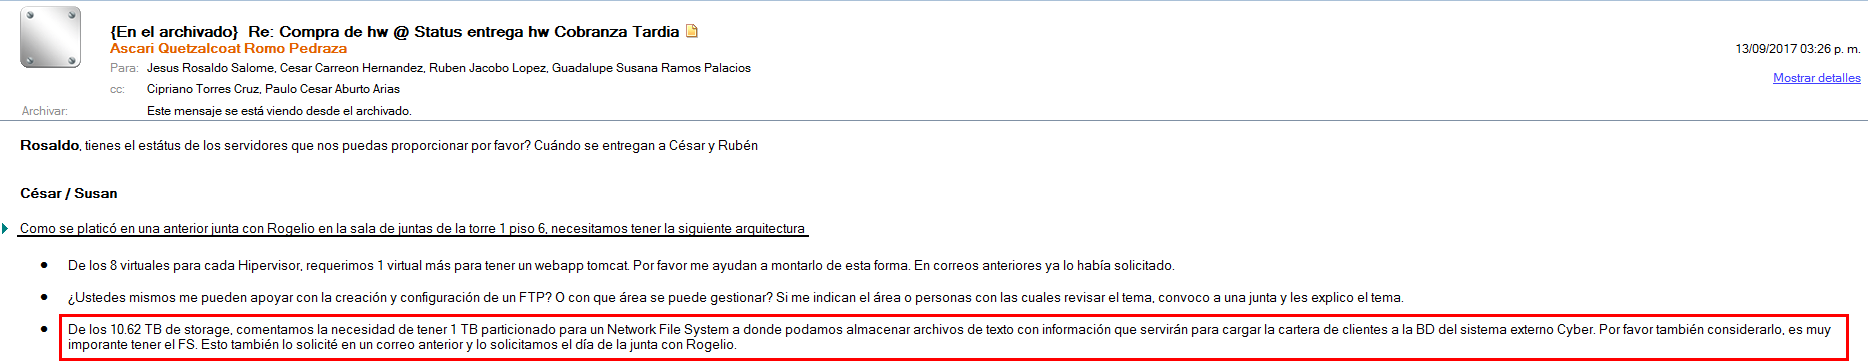 {En el archivado} Re: Compra de hw @ Status entrega hw Cobranza Tardia
Ascari Quetzalcoat Romo Pedraza
13/09/2017 03:26 p. m.
Para: Jesus Rosaldo Salome, Cesar Carreon Hernandez, Ruben Jacobo Lopez, Guadalupe Susana Ramos Palacios
Mostrar detalles
cc: Cipriano Torres Cruz, Paulo Cesar Aburto Arias
Archivar: Este mensaje se está viendo desde el archivado.
Rosaldo, tienes el estátus de los servidores que nos puedas proporcionar por favor? Cuándo se entregan a César y Rubén
César / Susan
Como se platicó en una anterior junta con Rogelio en la sala de juntas de la torre 1 piso 6, necesitamos tener la siguiente arquitectura
● De los 8 virtuales para cada Hipervisor, requerimos 1 virtual más para tener un webapp tomcat. Por favor me ayudan a montarlo de esta forma. En correos anteriores ya lo había solicitado.
● ¿Ustedes mismos me pueden apoyar con la creación y configuración de un FTP? O con que área se puede gestionar? Si me indican el área o personas con las cuales revisar el tema, convoco a una junta y les explico el tema.
● De los 10.62 TB de storage, comentamos la necesidad de tener 1 TB particionado para un Network File System a donde podamos almacenar archivos de texto con información que servirán para cargar la cartera de clientes a la BD del sistema externo Cyber. Por favor también considerarlo, es muy
imporante tener el FS. Esto también lo solicité en un correo anterior y lo solicitamos el día de la junta con Rogelio.